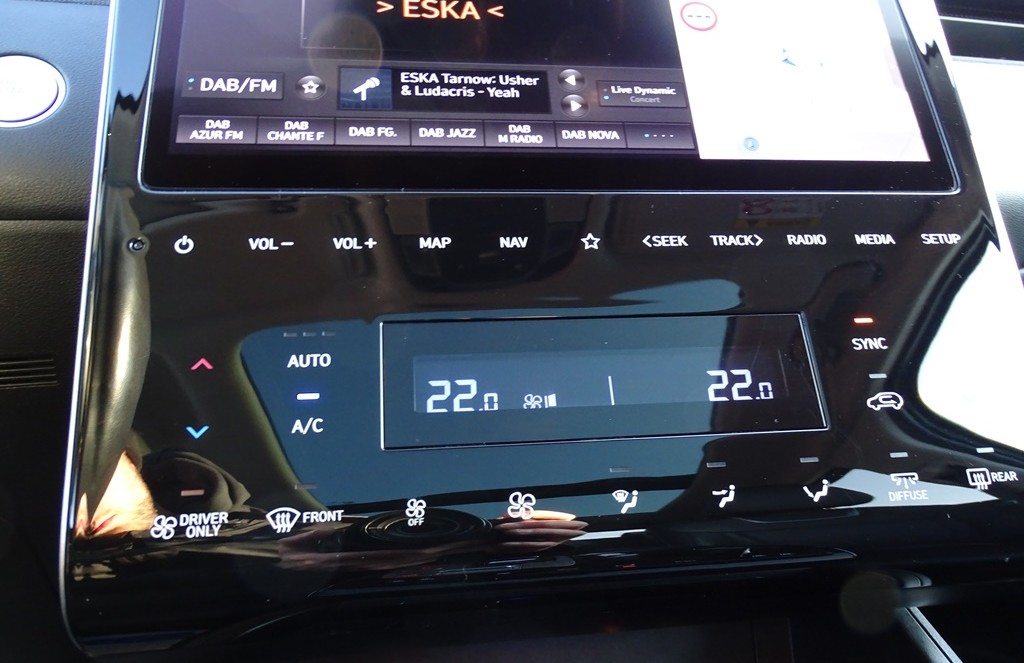 > ESKA <
DAB/FM
ESKA Tarnow: Usher
& Ludacris - Yeah
Live Dynamic
Concert
DAB
AZUR FM
DAB
CHANTE F
DAB FG.
DAB JAZZ
DAB
M RADIO
DAB NOVA
VOL- VOL+ MAP NAV <SEEK TRACK> RADIO MEDIA SETUP
AUTO
SYNC
22.0 22.0
A/C
DRIVER
ONLY
FRONT
OFF
DIFFUSE
REAR